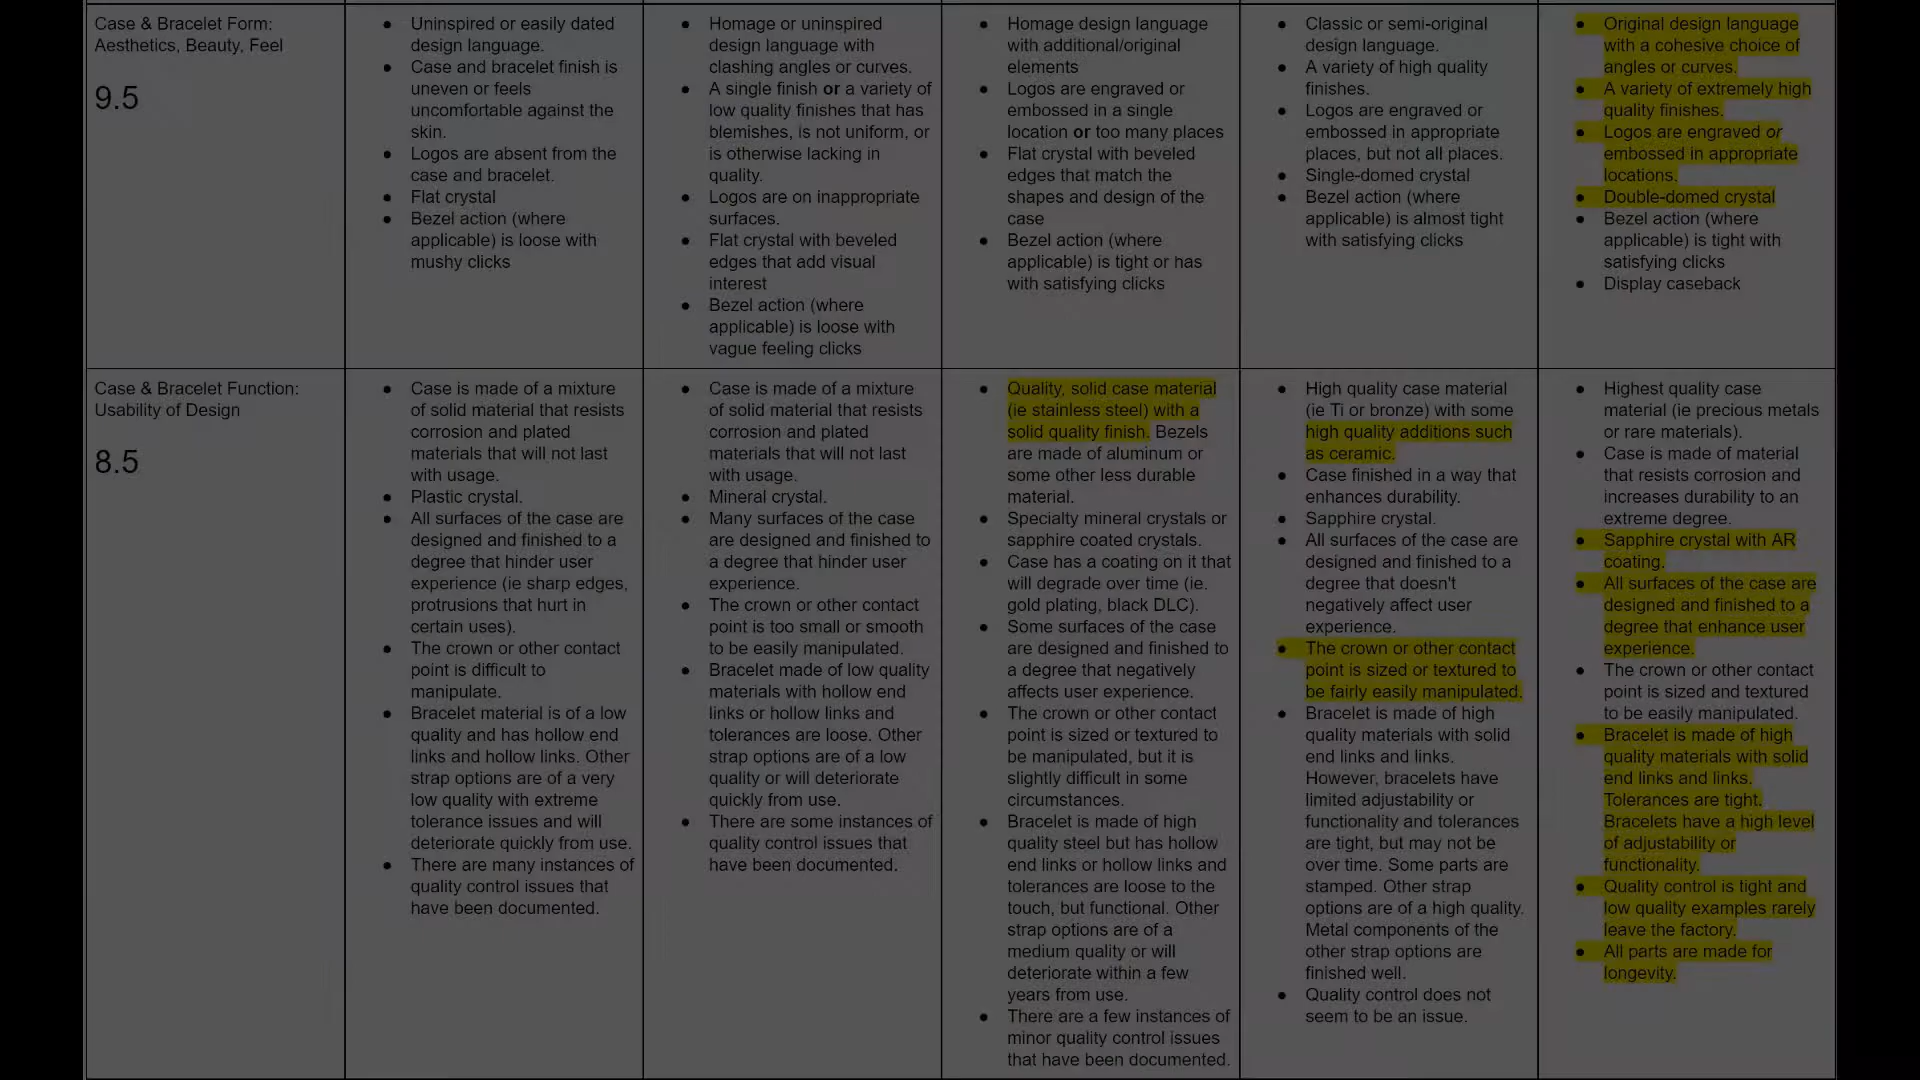 Case & Bracelet Form:
Aesthetics, Beauty, Feel
9.5
Uninspired or easily dated
design language.
Case and bracelet finish is
uneven or feels
uncomfortable against the
skin.
Logos are absent from the
case and bracelet.
Flat crystal
Bezel action (where
applicable) is loose with
mushy clicks
Homage or uninspired
design language with
clashing angles or curves.
A single finish or a variety of
low quality finishes that has
blemishes, is not uniform, or
is otherwise lacking in
quality.
Logos are on inappropriate
surfaces.
Flat crystal with beveled
edges that add visual
interest
Bezel action (where
applicable) is loose with
vague feeling clicks
Homage design language
with additional/original
elements
Logos are engraved or
embossed in a single
location or too many places
Flat crystal with beveled
edges that match the
shapes and design of the
case
Bezel action (where
applicable) is tight or has
with satisfying clicks
Classic or semi-original
design language.
A variety of high quality
finishes.
Logos are engraved or
embossed in appropriate
places, but not all places.
Single-domed crystal
Bezel action (where
applicable) is almost tight
with satisfying clicks
Original design language
with a cohesive choice of
angles or curves.
A variety of extremely high
quality finishes.
Logos are engraved or
embossed in appropriate
locations.
Double-domed crystal
Bezel action (where
applicable) is tight with
satisfying clicks
Display caseback
Case & Bracelet Function:
Usability of Design
8.5
Case is made of a mixture
of solid material that resists
corrosion and plated
materials that will not last
with usage.
Plastic crystal.
All surfaces of the case are
designed and finished to a
degree that hinder user
experience (ie sharp edges,
protrusions that hurt in
certain uses).
The crown or other contact
point is difficult to
manipulate.
Bracelet material is of a low
quality and has hollow end
links and hollow links. Other
strap options are of a very
low quality with extreme
tolerance issues and will
deteriorate quickly from use.
There are many instances of
quality control issues that
have been documented.
Case is made of a mixture
of solid material that resists
corrosion and plated
materials that will not last
with usage.
Mineral crystal.
Many surfaces of the case
are designed and finished to
a degree that hinder user
experience.
The crown or other contact
point is too small or smooth
to be easily manipulated.
Bracelet made of low quality
materials with hollow end
links or hollow links and
tolerances are loose. Other
strap options are of a low
quality or will deteriorate
quickly from use.
There are some instances of
quality control issues that
have been documented.
Quality, solid case material
(ie stainless steel) with a
solid quality finish. Bezels
are made of aluminum or
some other less durable
material.
Specialty mineral crystals or
sapphire coated crystals.
Case has a coating on it that
will degrade over time (ie.
gold plating, black DLC).
Some surfaces of the case
are designed and finished to
a degree that negatively
affects user experience.
The crown or other contact
point is sized or textured to
be manipulated, but it is
slightly difficult in some
circumstances.
Bracelet is made of high
quality steel but has hollow
end links or hollow links and
tolerances are loose to the
touch, but functional. Other
strap options are of a
medium quality or will
deteriorate within a few
years from use.
There are a few instances of
minor quality control issues
that have been documented.
High quality case material
(ie Ti or bronze) with some
high quality additions such
as ceramic.
Case finished in a way that
enhances durability.
Sapphire crystal.
All surfaces of the case are
designed and finished to a
degree that doesn't
negatively affect user
experience.
The crown or other contact
point is sized or textured to
be fairly easily manipulated.
Bracelet is made of high
quality materials with solid
end links and links.
However, bracelets have
limited adjustability or
functionality and tolerances
are tight, but may not be
over time. Some parts are
stamped. Other strap
options are of a high quality.
Metal components of the
other strap options are
finished well.
Quality control does not
seem to be an issue.
Highest quality case
material (ie precious metals
or rare materials).
Case is made of material
that resists corrosion and
increases durability to an
extreme degree.
Sapphire crystal with AR
coating.
All surfaces of the case are
designed and finished to a
degree that enhance user
experience.
The crown or other contact
point is sized and textured
to be easily manipulated.
Bracelet is made of high
quality materials with solid
end links and links.
Tolerances are tight.
Bracelets have a high level
of adjustability or
functionality.
Quality control is tight and
low quality examples rarely
leave the factory.
All parts are made for
longevity.